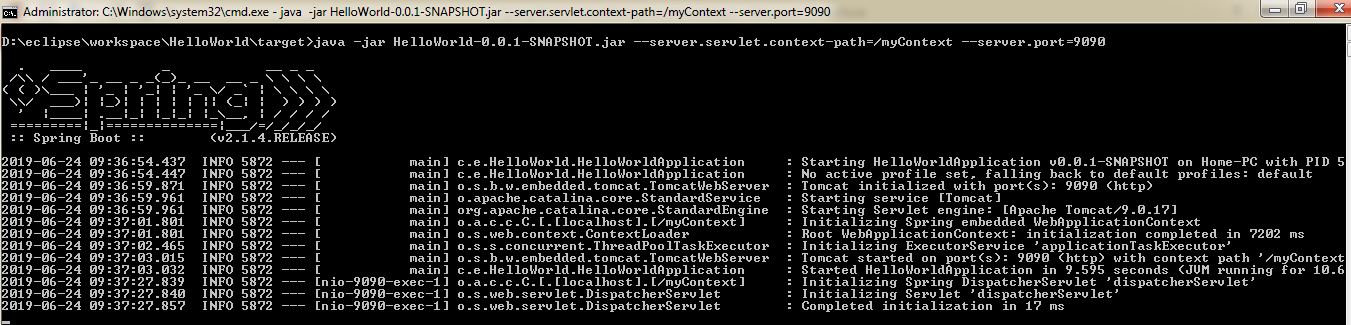 Administrator: C:\Windows\system32\cmd.exe - java -jar HelloWorld-0.0.1-SNAPSHOT.jar --server.servlet.context-path=/myContext --server.port=9090
D:\eclipse\workspace\HelloWorld\target>java -jar HelloWorld-0.0.1-SNAPSHOT.jar --server.servlet.context-path=/myContext --server.port=9090
Spring
:: Spring Boot :: (v2.1.4.RELEASE)
2019-06-24 09:36:54.437 INFO 5872 --- [ main] c.e.HelloWorld.HelloWorldApplication : Starting HelloWorldApplication v0.0.1-SNAPSHOT on Home-PC with PID 5
2019-06-24 09:36:54.447 INFO 5872 --- [ main] c.e.HelloWorld.HelloWorldApplication : No active profile set, falling back to default profiles: default
2019-06-24 09:36:59.871 INFO 5872 --- [ main] o.s.b.w.embedded.tomcat.TomcatWebServer : Tomcat initialized with port(s): 9090 (http)
2019-06-24 09:36:59.961 INFO 5872 --- [ main] o.apache.catalina.core.StandardService : Starting service [Tomcat]
2019-06-24 09:36:59.961 INFO 5872 --- [ main] org.apache.catalina.core.StandardEngine : Starting Servlet engine: [Apache Tomcat/9.0.17]
2019-06-24 09:37:01.801 INFO 5872 --- [ main] o.a.c.c.C.[.[localhost].[/myContext] : Initializing Spring embedded WebApplicationContext
2019-06-24 09:37:01.801 INFO 5872 --- [ main] o.s.web.context.ContextLoader : Root WebApplicationContext: initialization completed in 7202 ms
2019-06-24 09:37:02.465 INFO 5872 --- [ main] o.s.s.concurrent.ThreadPoolTaskExecutor : Initializing ExecutorService 'applicationTaskExecutor'
2019-06-24 09:37:03.015 INFO 5872 --- [ main] o.s.b.w.embedded.tomcat.TomcatWebServer : Tomcat started on port(s): 9090 (http) with context path '/myContext
2019-06-24 09:37:03.032 INFO 5872 --- [ main] c.e.HelloWorld.HelloWorldApplication : Started HelloWorldApplication in 9.595 seconds (JVM running for 10.6
2019-06-24 09:37:27.839 INFO 5872 --- [nio-9090-exec-1] o.a.c.c.C.[.[localhost].[/myContext] : Initializing Spring DispatcherServlet 'dispatcherServlet'
2019-06-24 09:37:27.840 INFO 5872 --- [nio-9090-exec-1] o.s.web.servlet.DispatcherServlet : Initializing Servlet 'dispatcherServlet'
2019-06-24 09:37:27.857 INFO 5872 --- [nio-9090-exec-1] o.s.web.servlet.DispatcherServlet : Completed initialization in 17 ms